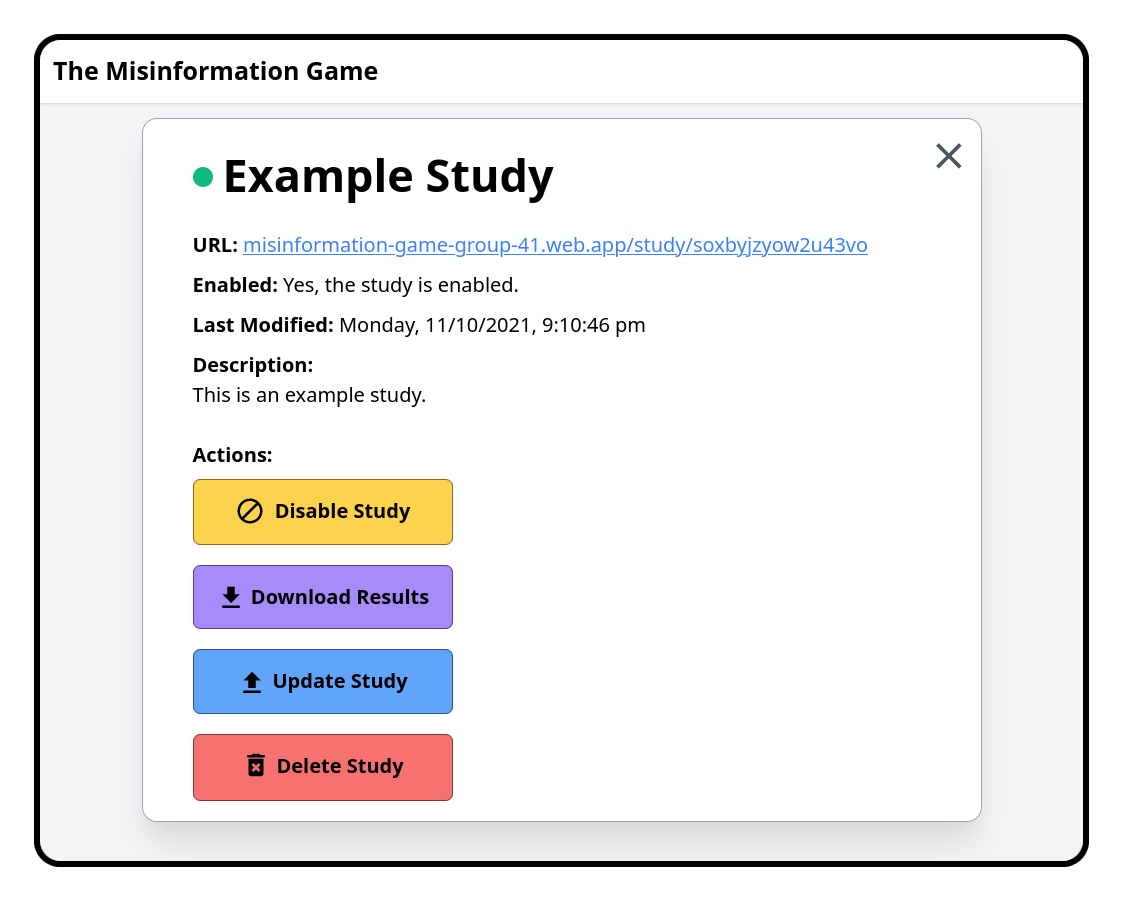 The Misinformation Game
Example Study
URL: misinformation-game-group-41.web.app/study/soxbyjzyow2u43vo
Enabled: Yes, the study is enabled.
Last Modified: Monday, 11/10/2021, 9:10:46 pm
Description:
This is an example study.
Actions:
Disable Study
Download Results
Update Study
Delete Study